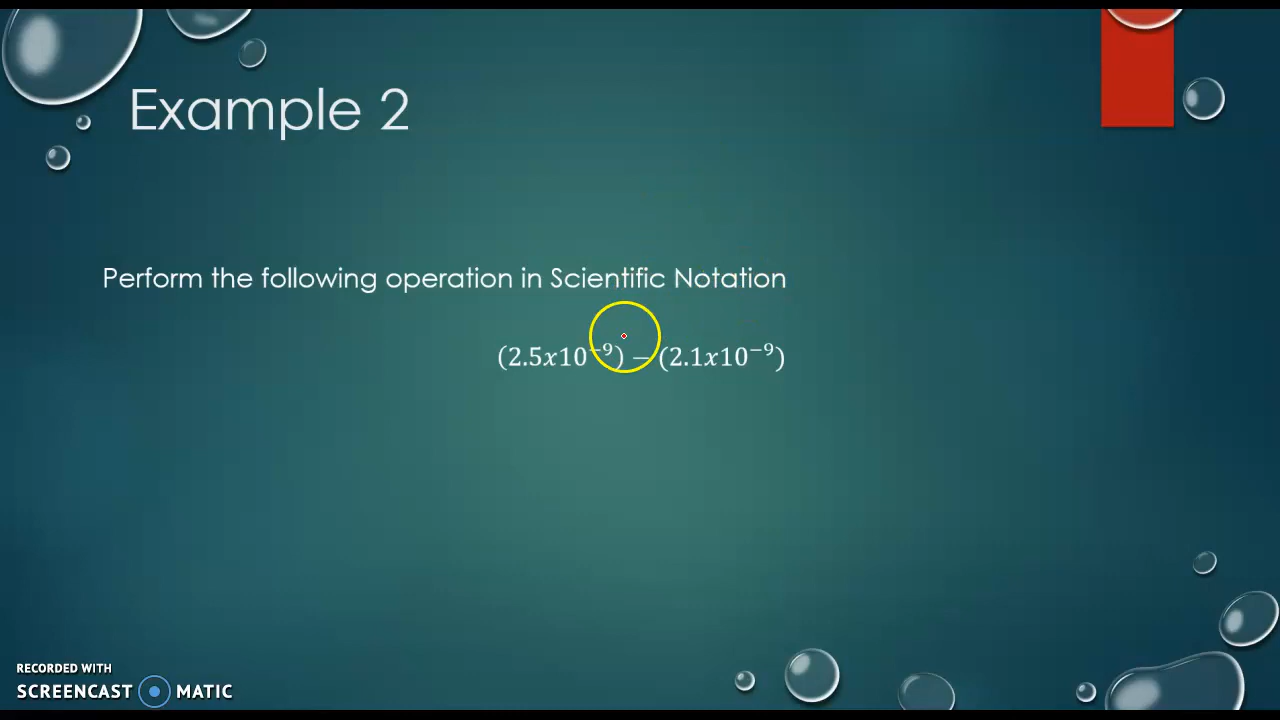 Example 2
Perform the following operation in Scientific Notation
(2.5x10⁻⁹) − (2.1x10⁻⁹)
RECORDED WITH
SCREENCAST MATIC